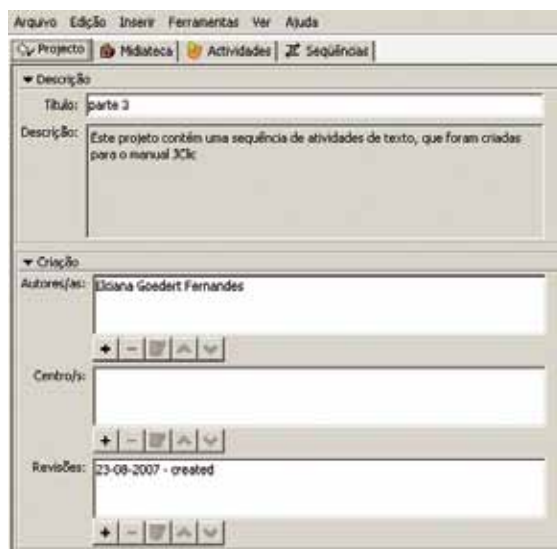 Arquivo Edição Inserir Ferramentas Ver Ajuda
Projecto Midiateca Actividades Seqüências
Descrição
Título: parte 3
Descrição: Este projeto contém uma sequência de atividades de texto, que foram criadas
para o manual JClic
Criação
Autores/as: Eliciana Goedert Fernandes
Centro/s:
Revisões: 23-08-2007 - created